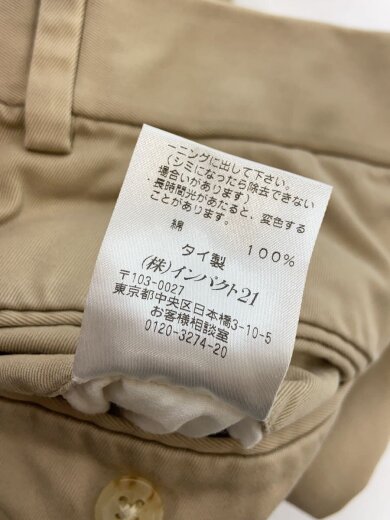 ーニングに出して下さい。
(シミになったら除去できない
場合があります)
・長時間光があたると、変色する
ことがあります。
綿 100%
タイ製
(株)インパクト21
〒103-0027
東京都中央区日本橋3-10-5
お客様相談室
0120-3274-20